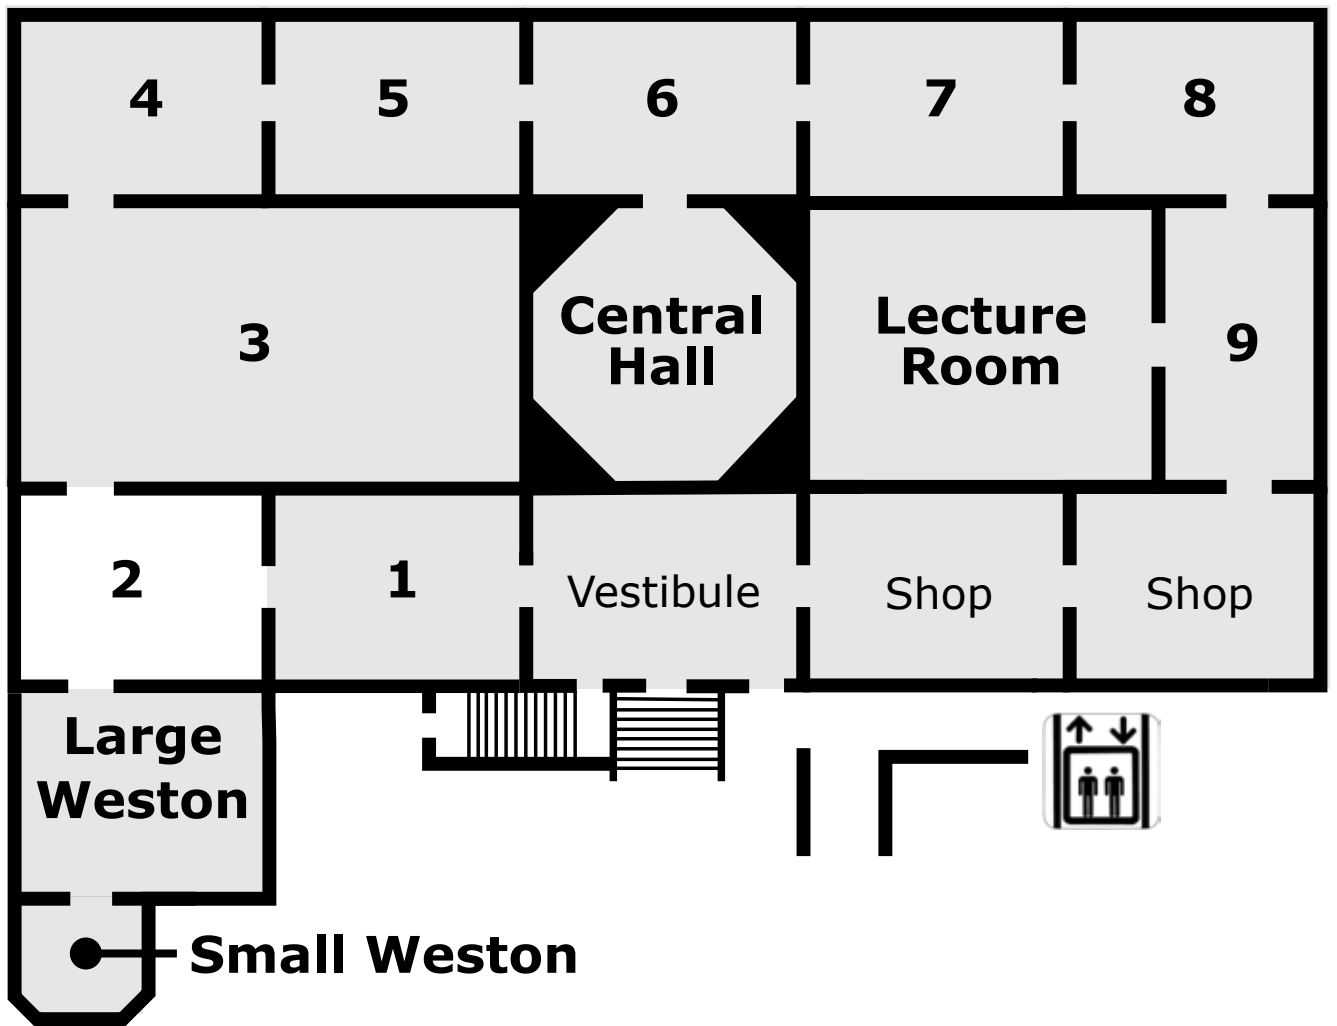 4
5
6
7
8
3
Central
Hall
Lecture
Room
9
2
1
Vestibule
Shop
Shop
Large
Weston
Small Weston